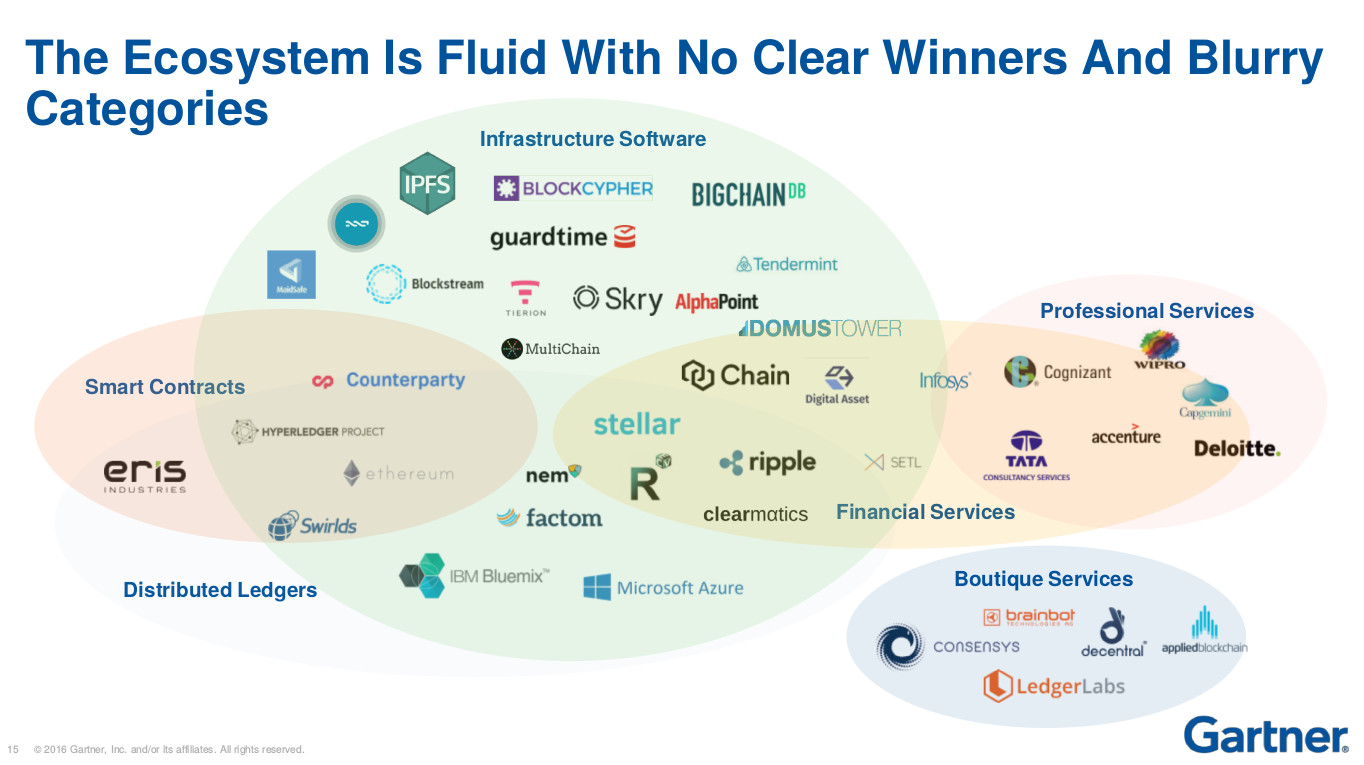 The Ecosystem Is Fluid With No Clear Winners And Blurry
Categories
Infrastructure Software
IPFS
BLOCKCYPHER
BIGCHAIN DB
guardtime
Tendermint
MaidSafe
Blockstream
TIERION
Skry
AlphaPoint
DOMUSTOWER
MultiChain
Professional Services
WIPRO
Cognizant
Capgemini
accenture
Deloitte.
TATA
CONSULTANCY SERVICES
Smart Contracts
Counterparty
HYPERLEDGER PROJECT
eris
INDUSTRIES
ethereum
Swirlds
Chain
Digital Asset
Infosys®
stellar
nem
R
ripple
SETL
factom
clearmatics
Financial Services
Distributed Ledgers
IBM Bluemix™
Microsoft Azure
Boutique Services
brainbot
TECHNOLOGIES AG
CONSENSYS
decentral™
appliedblockchain
LedgerLabs
15 © 2016 Gartner, Inc. and/or its affiliates. All rights reserved.
Gartner®